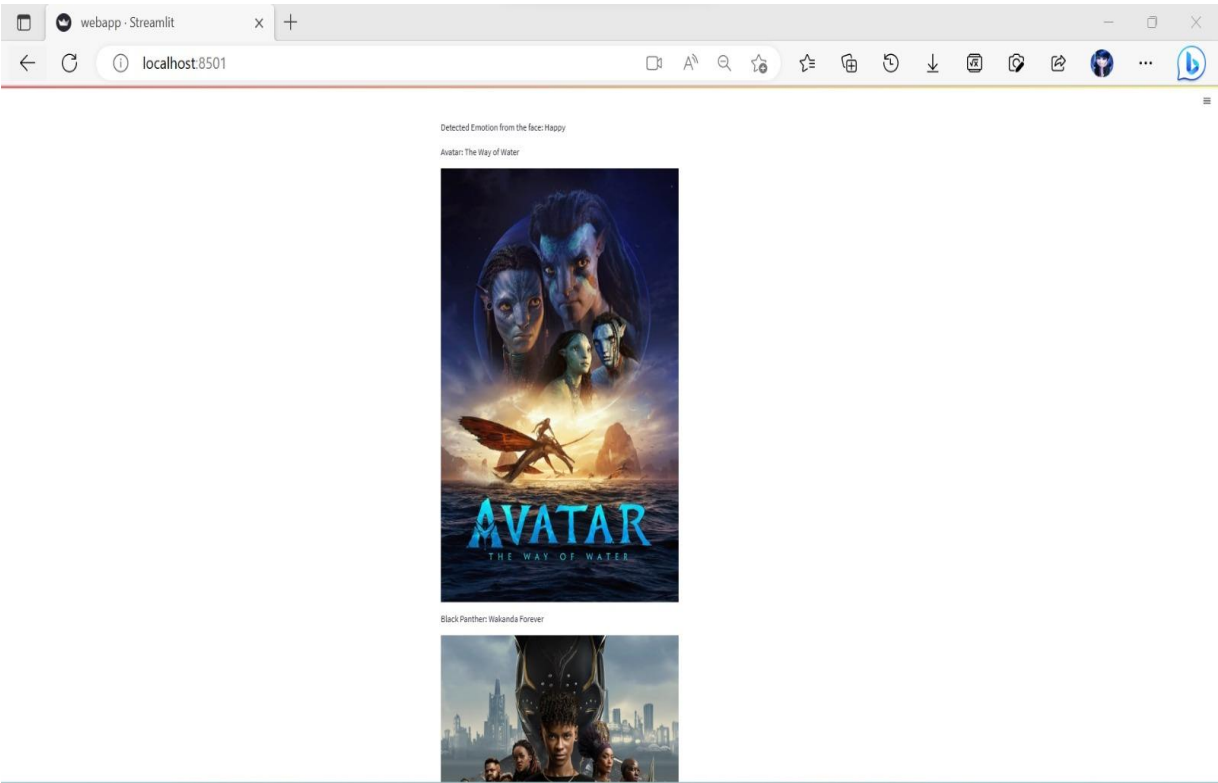 webapp · Streamlit
localhost:8501
Detected Emotion from the face: Happy
Avatar: The Way of Water
AVATAR
THE WAY OF WATER
Black Panther: Wakanda Forever